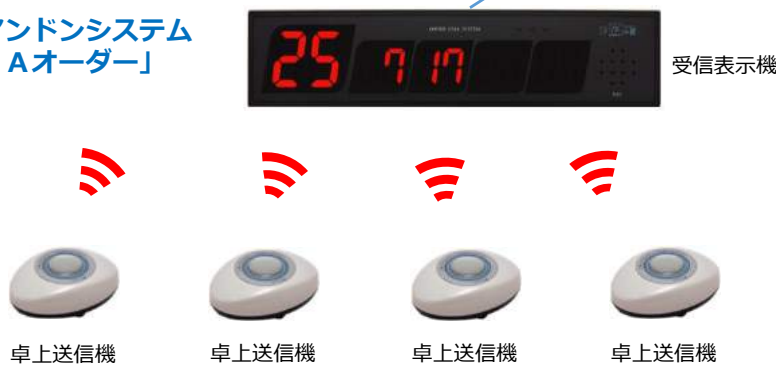 アンドンシステム
Aオーダー」
25 7 17
受信表示機
卓上送信機 卓上送信機 卓上送信機 卓上送信機